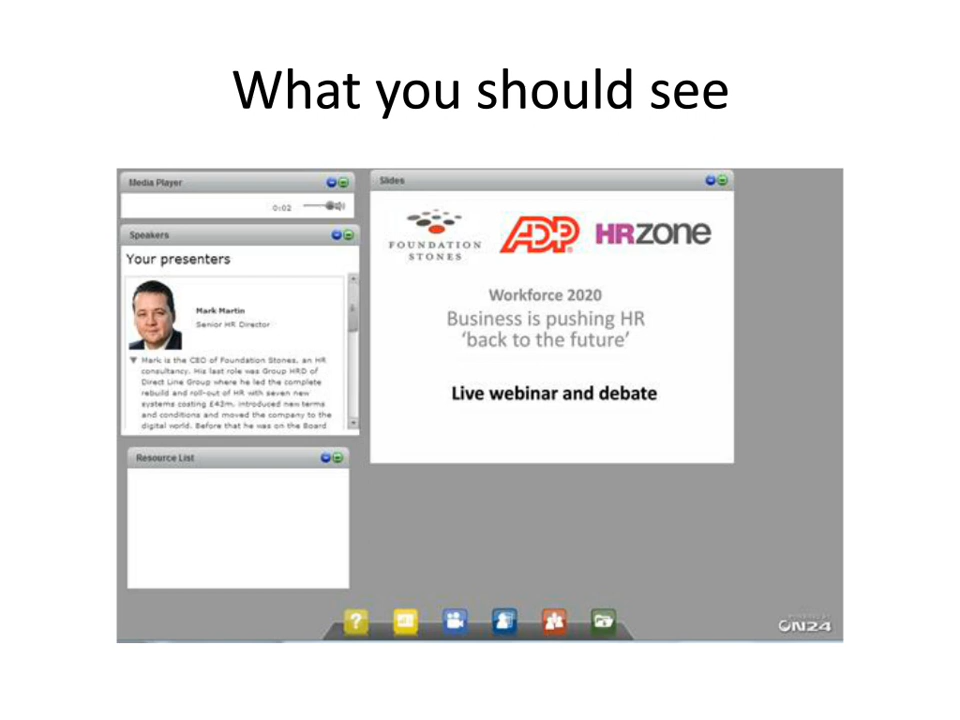 What you should see
Media Player
0:02
Speakers
Your presenters
Mark Martin
Senior HR Director
Mark is the CEO of Foundation Stones, an HR
consultancy. His last role was Group HRD of
Direct Line Group where he led the complete
rebuild and roll-out of HR with seven new
systems costing £42m, introduced new terms
and conditions and moved the company to the
digital world. Before that he was on the Board
Resource List
Slides
FOUNDATION
STONES
ADP
HRZONE
Workforce 2020
Business is pushing HR
‘back to the future’
Live webinar and debate
?
ON24